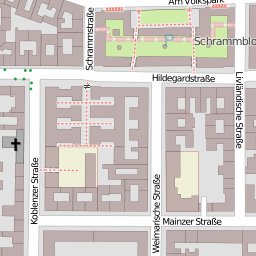 Am Volkspark
Schrammstraße
Schrammblo
Hildegardstraße
Livländische Straße
Koblenzer Straße
Weimarische Straße
Mainzer Straße